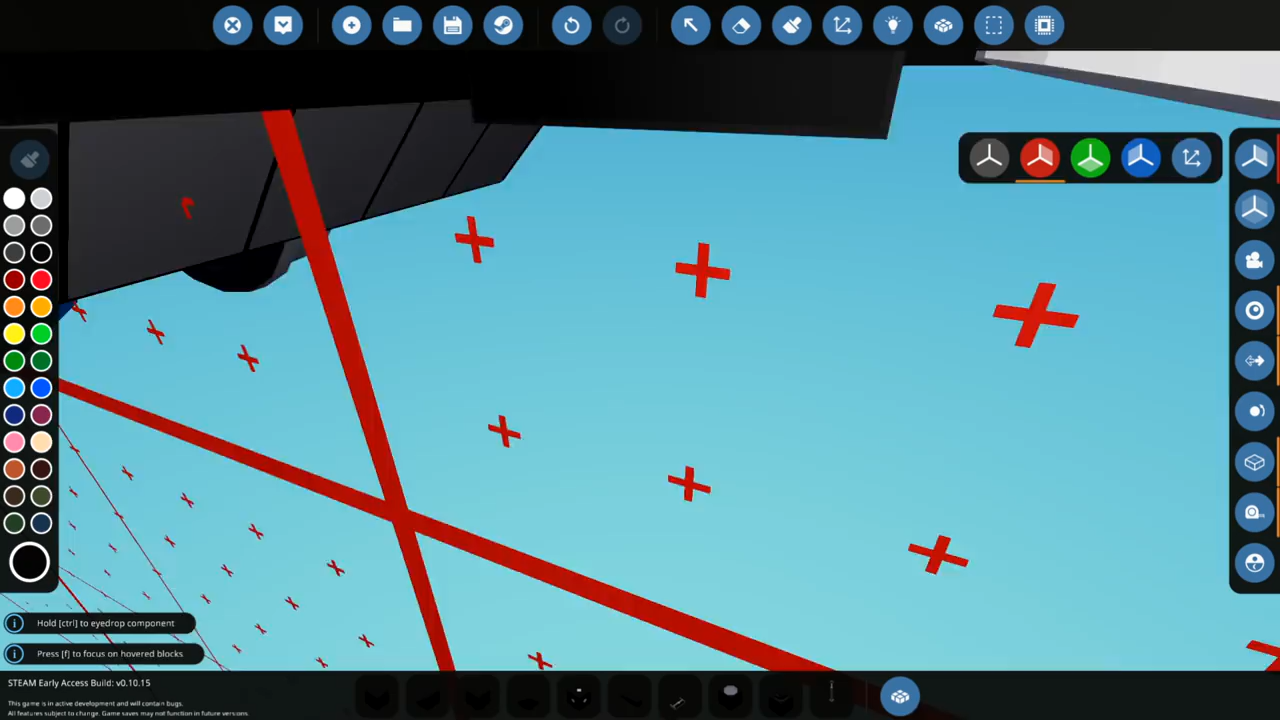 Hold [ctrl] to eyedrop component
Press [f] to focus on hovered blocks
STEAM Early Access Build: v0.10.15
This game is in active development and will contain bugs.
All features subject to change. Game saves may not function in future versions.